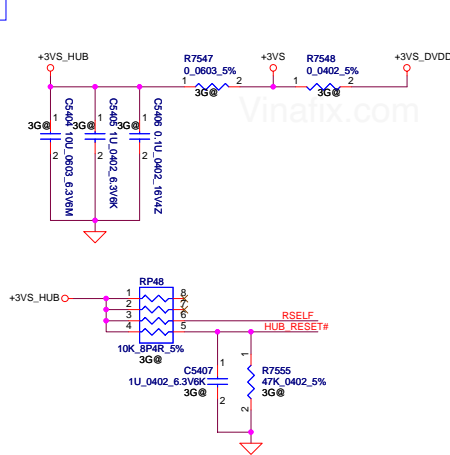 +3VS_HUB
R7547
0_0603_5%
1
2
3G@
+3VS
R7548
0_0402_5%
1
2
3G@
+3VS_DVDD
Vinafix.com
C5404 10U_0603_6.3V6M
3G@
1
2
C5405 1U_0402_6.3V6K
3G@
1
2
C5406 0.1U_0402_16V4Z
3G@
1
2
+3VS_HUB
RP48
1 8
2 7
3 6
4 5
10K_8P4R_5%
3G@
RSELF
HUB_RESET#
C5407
1U_0402_6.3V6K
3G@
1
2
R7555
47K_0402_5%
3G@
1
2